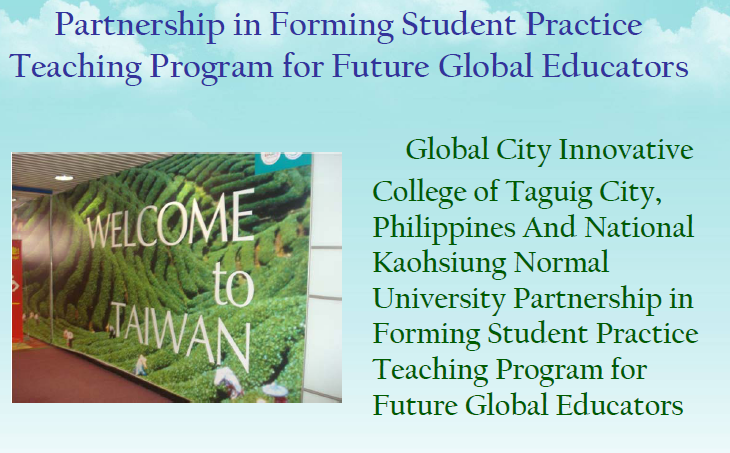 Partnership in Forming Student Practice
Teaching Program for Future Global Educators
WELCOME
to
TAIWAN
Global City Innovative
College of Taguig City,
Philippines And National
Kaohsiung Normal
University Partnership in
Forming Student Practice
Teaching Program for
Future Global Educators